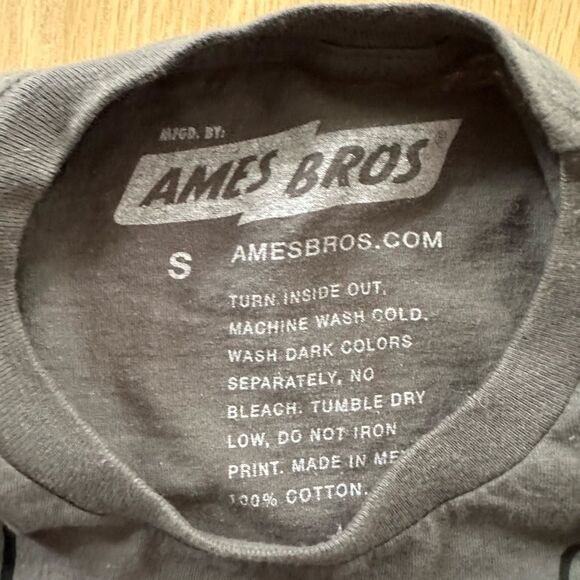 MFGD. BY:
AMES BROS®
S
AMESBROS.COM
TURN INSIDE OUT,
MACHINE WASH COLD.
WASH DARK COLORS
SEPARATELY, NO
BLEACH. TUMBLE DRY
LOW, DO NOT IRON
PRINT. MADE IN
100% COTTON.